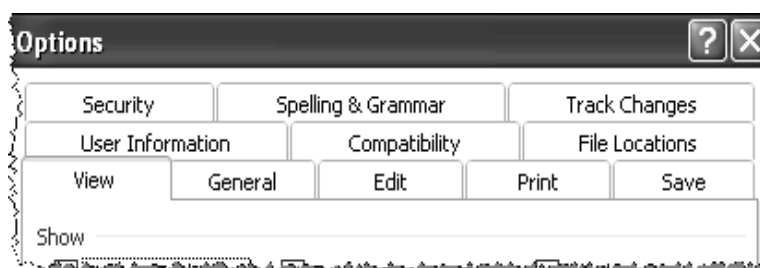 Options
Security Spelling & Grammar Track Changes
User Information Compatibility File Locations
View General Edit Print Save
Show